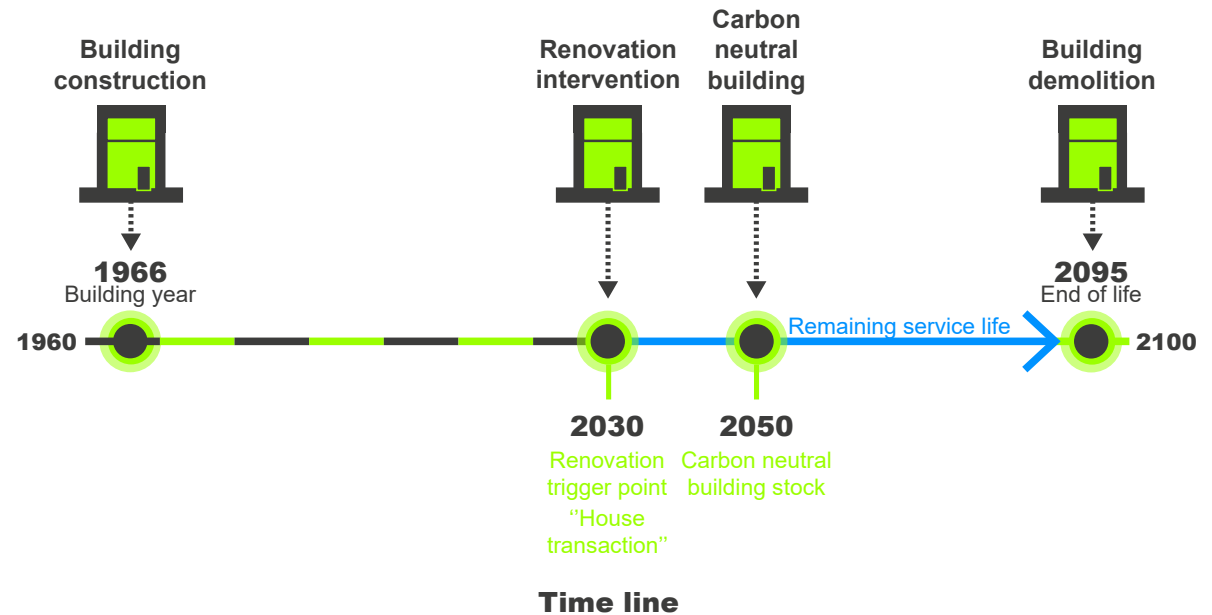 Building
construction
Renovation
intervention
Carbon
neutral
building
Building
demolition
1966
Building year
2095
End of life
Remaining service life
1960
2100
2030
Renovation
trigger point
‘’House
transaction’’
2050
Carbon neutral
building stock
Time line